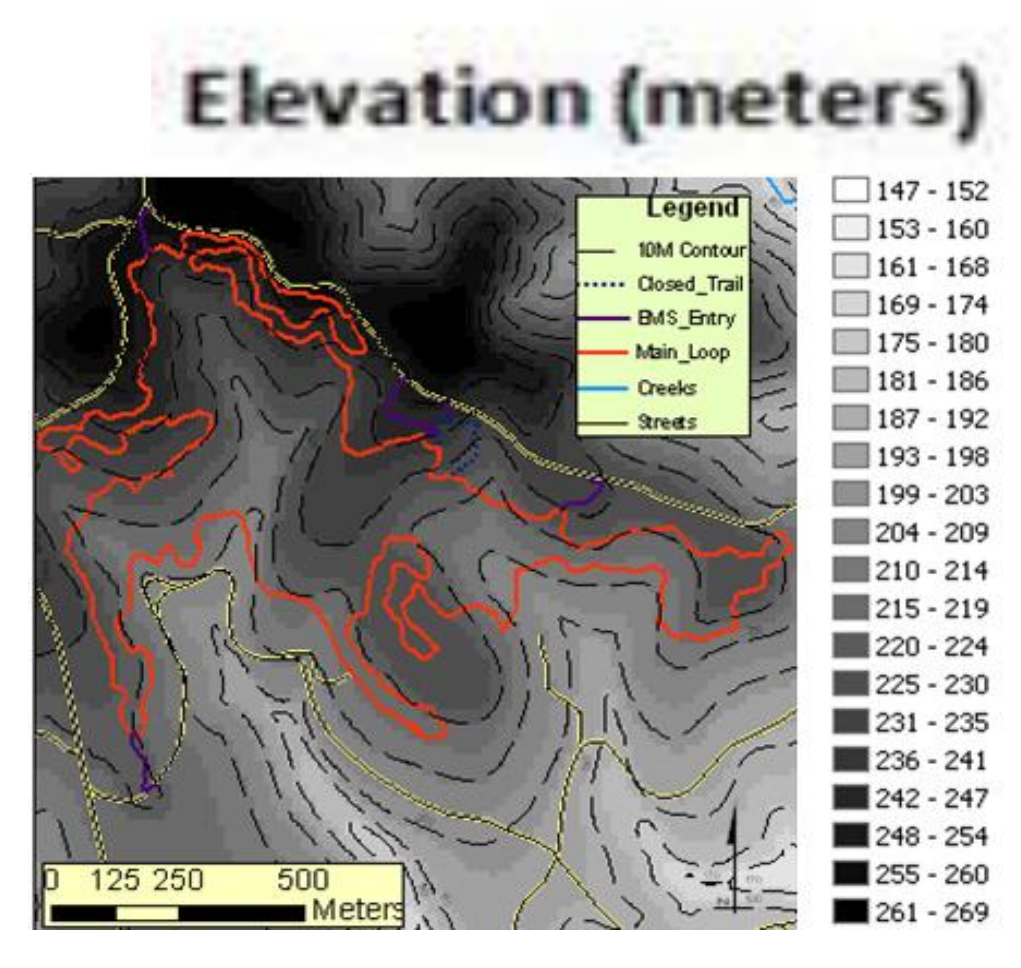 Elevation (meters)
Legend
10M Contour
Closed_Trail
BMS_Entry
Main_Loop
Creeks
Streets
147 - 152
153 - 160
161 - 168
169 - 174
175 - 180
181 - 186
187 - 192
193 - 198
199 - 203
204 - 209
210 - 214
215 - 219
220 - 224
225 - 230
231 - 235
236 - 241
242 - 247
248 - 254
255 - 260
261 - 269
0 125 250 500
Meters
N